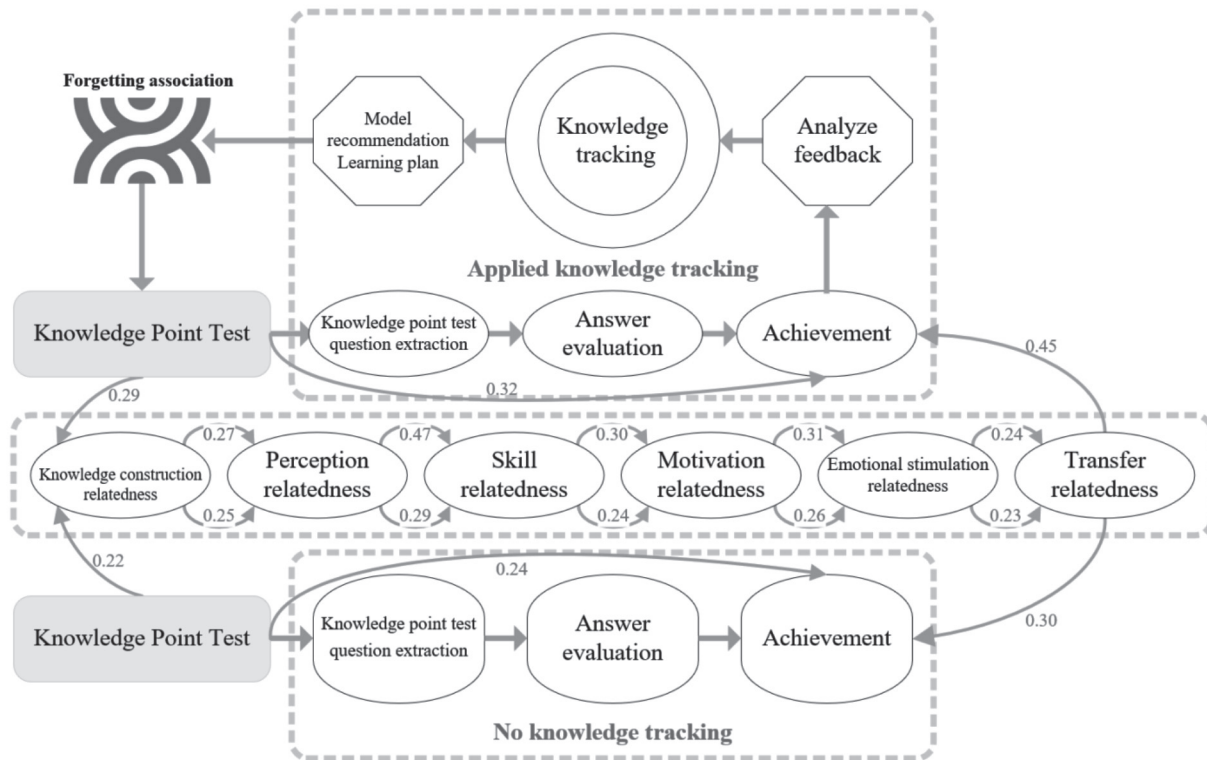 Forgetting association
Model
recommendation
Learning plan
Knowledge
tracking
Analyze
feedback
Applied knowledge tracking
Knowledge Point Test
Knowledge point test
question extraction
Answer
evaluation
Achievement
0.45
0.32
0.29
0.27
0.47
0.30
0.31
0.24
Knowledge construction
relatedness
Perception
relatedness
Skill
relatedness
Motivation
relatedness
Emotional stimulation
relatedness
Transfer
relatedness
0.25
0.29
0.24
0.26
0.23
0.22
0.24
0.30
Knowledge Point Test
Knowledge point test
question extraction
Answer
evaluation
Achievement
No knowledge tracking